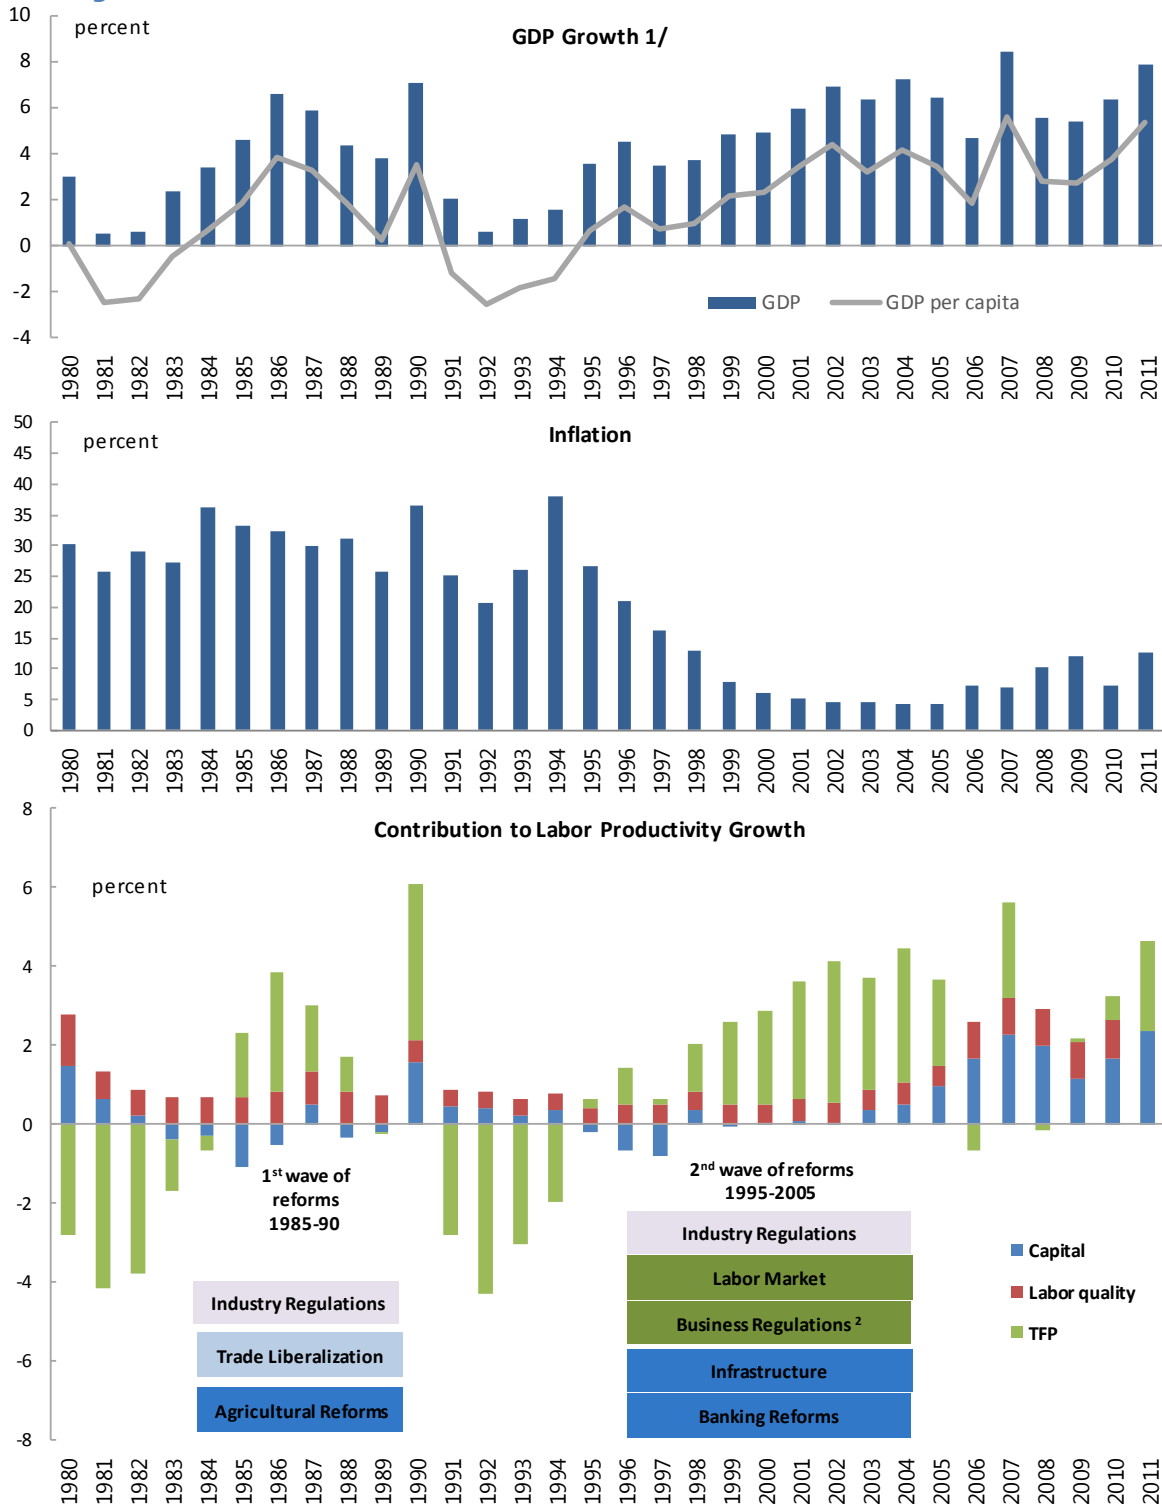 10
percent
GDP Growth 1/
8
6
4
2
0
-2
GDP
GDP per capita
-4
1980 1981 1982 1983 1984 1985 1986 1987 1988 1989 1990 1991 1992 1993 1994 1995 1996 1997 1998 1999 2000 2001 2002 2003 2004 2005 2006 2007 2008 2009 2010 2011
50
percent
Inflation
45
40
35
30
25
20
15
10
5
0
1980 1981 1982 1983 1984 1985 1986 1987 1988 1989 1990 1991 1992 1993 1994 1995 1996 1997 1998 1999 2000 2001 2002 2003 2004 2005 2006 2007 2008 2009 2010 2011
8
Contribution to Labor Productivity Growth
percent
6
4
2
0
1st wave of
reforms
1985-90
2nd wave of reforms
1995-2005
-2
Industry Regulations
Labor Market
Business Regulations 2
Infrastructure
Banking Reforms
Capital
Labor quality
TFP
-4
Industry Regulations
Trade Liberalization
Agricultural Reforms
-6
-8
1980 1981 1982 1983 1984 1985 1986 1987 1988 1989 1990 1991 1992 1993 1994 1995 1996 1997 1998 1999 2000 2001 2002 2003 2004 2005 2006 2007 2008 2009 2010 2011